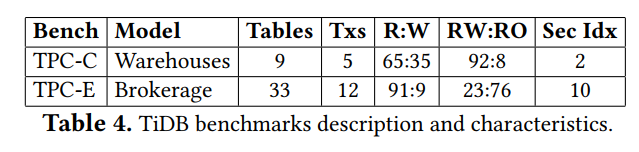 Bench Model Tables Txs R:W RW:RO Sec Idx
TPC-C Warehouses 9 5 65:35 92:8 2
TPC-E Brokerage 33 12 91:9 23:76 10
Table 4. TiDB benchmarks description and characteristics.